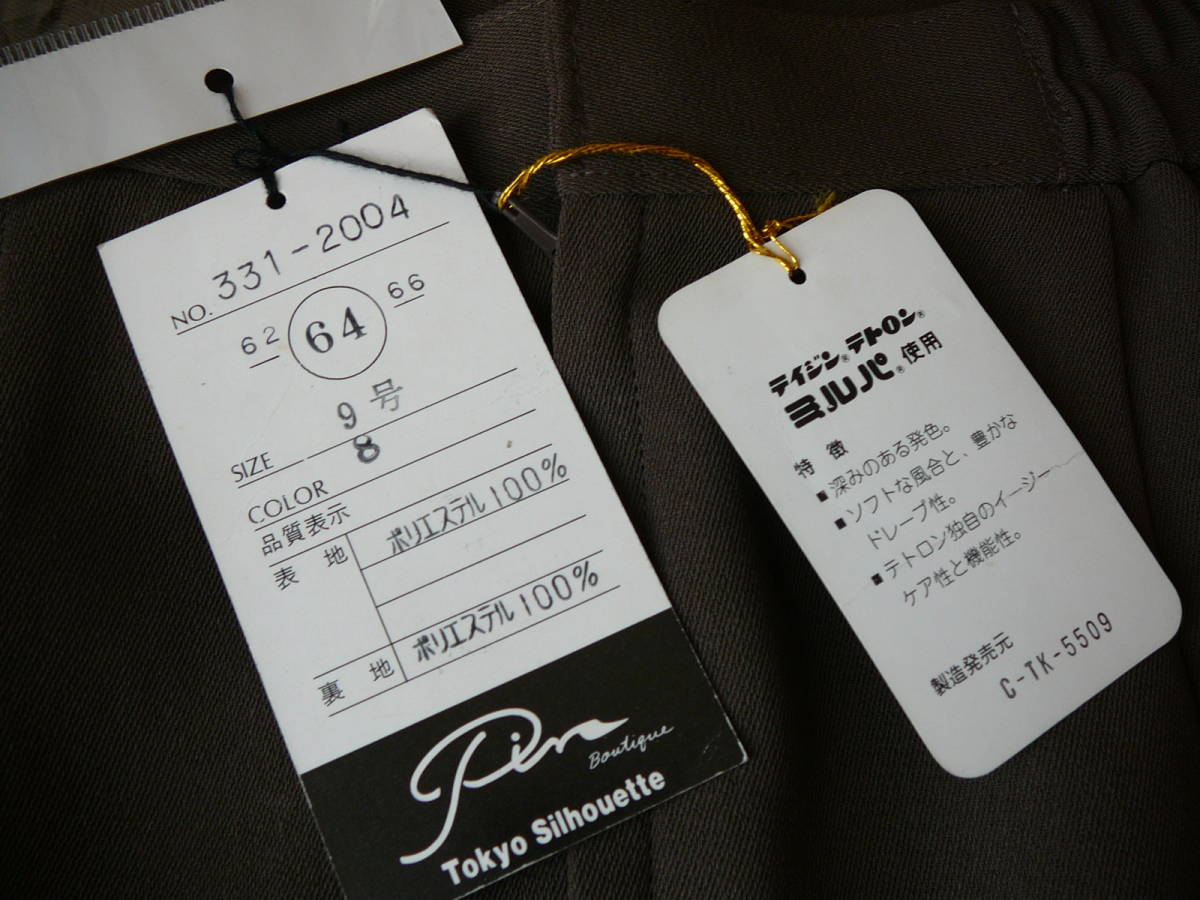 NO. 331-2004
62 64 66
9号
SIZE
8
COLOR
品質表示
表 地 ポリエステル100%
裏 地 ポリエステル100%
Pin
Boutique
Tokyo Silhouette
テイジン® テトロン®
ミルパ® 使用
特 徴
■深みのある発色。
■ソフトな風合と、豊かな
ドレープ性。
■テトロン独自のイージー
ケア性と機能性。
製造発売元
C-TK-5509